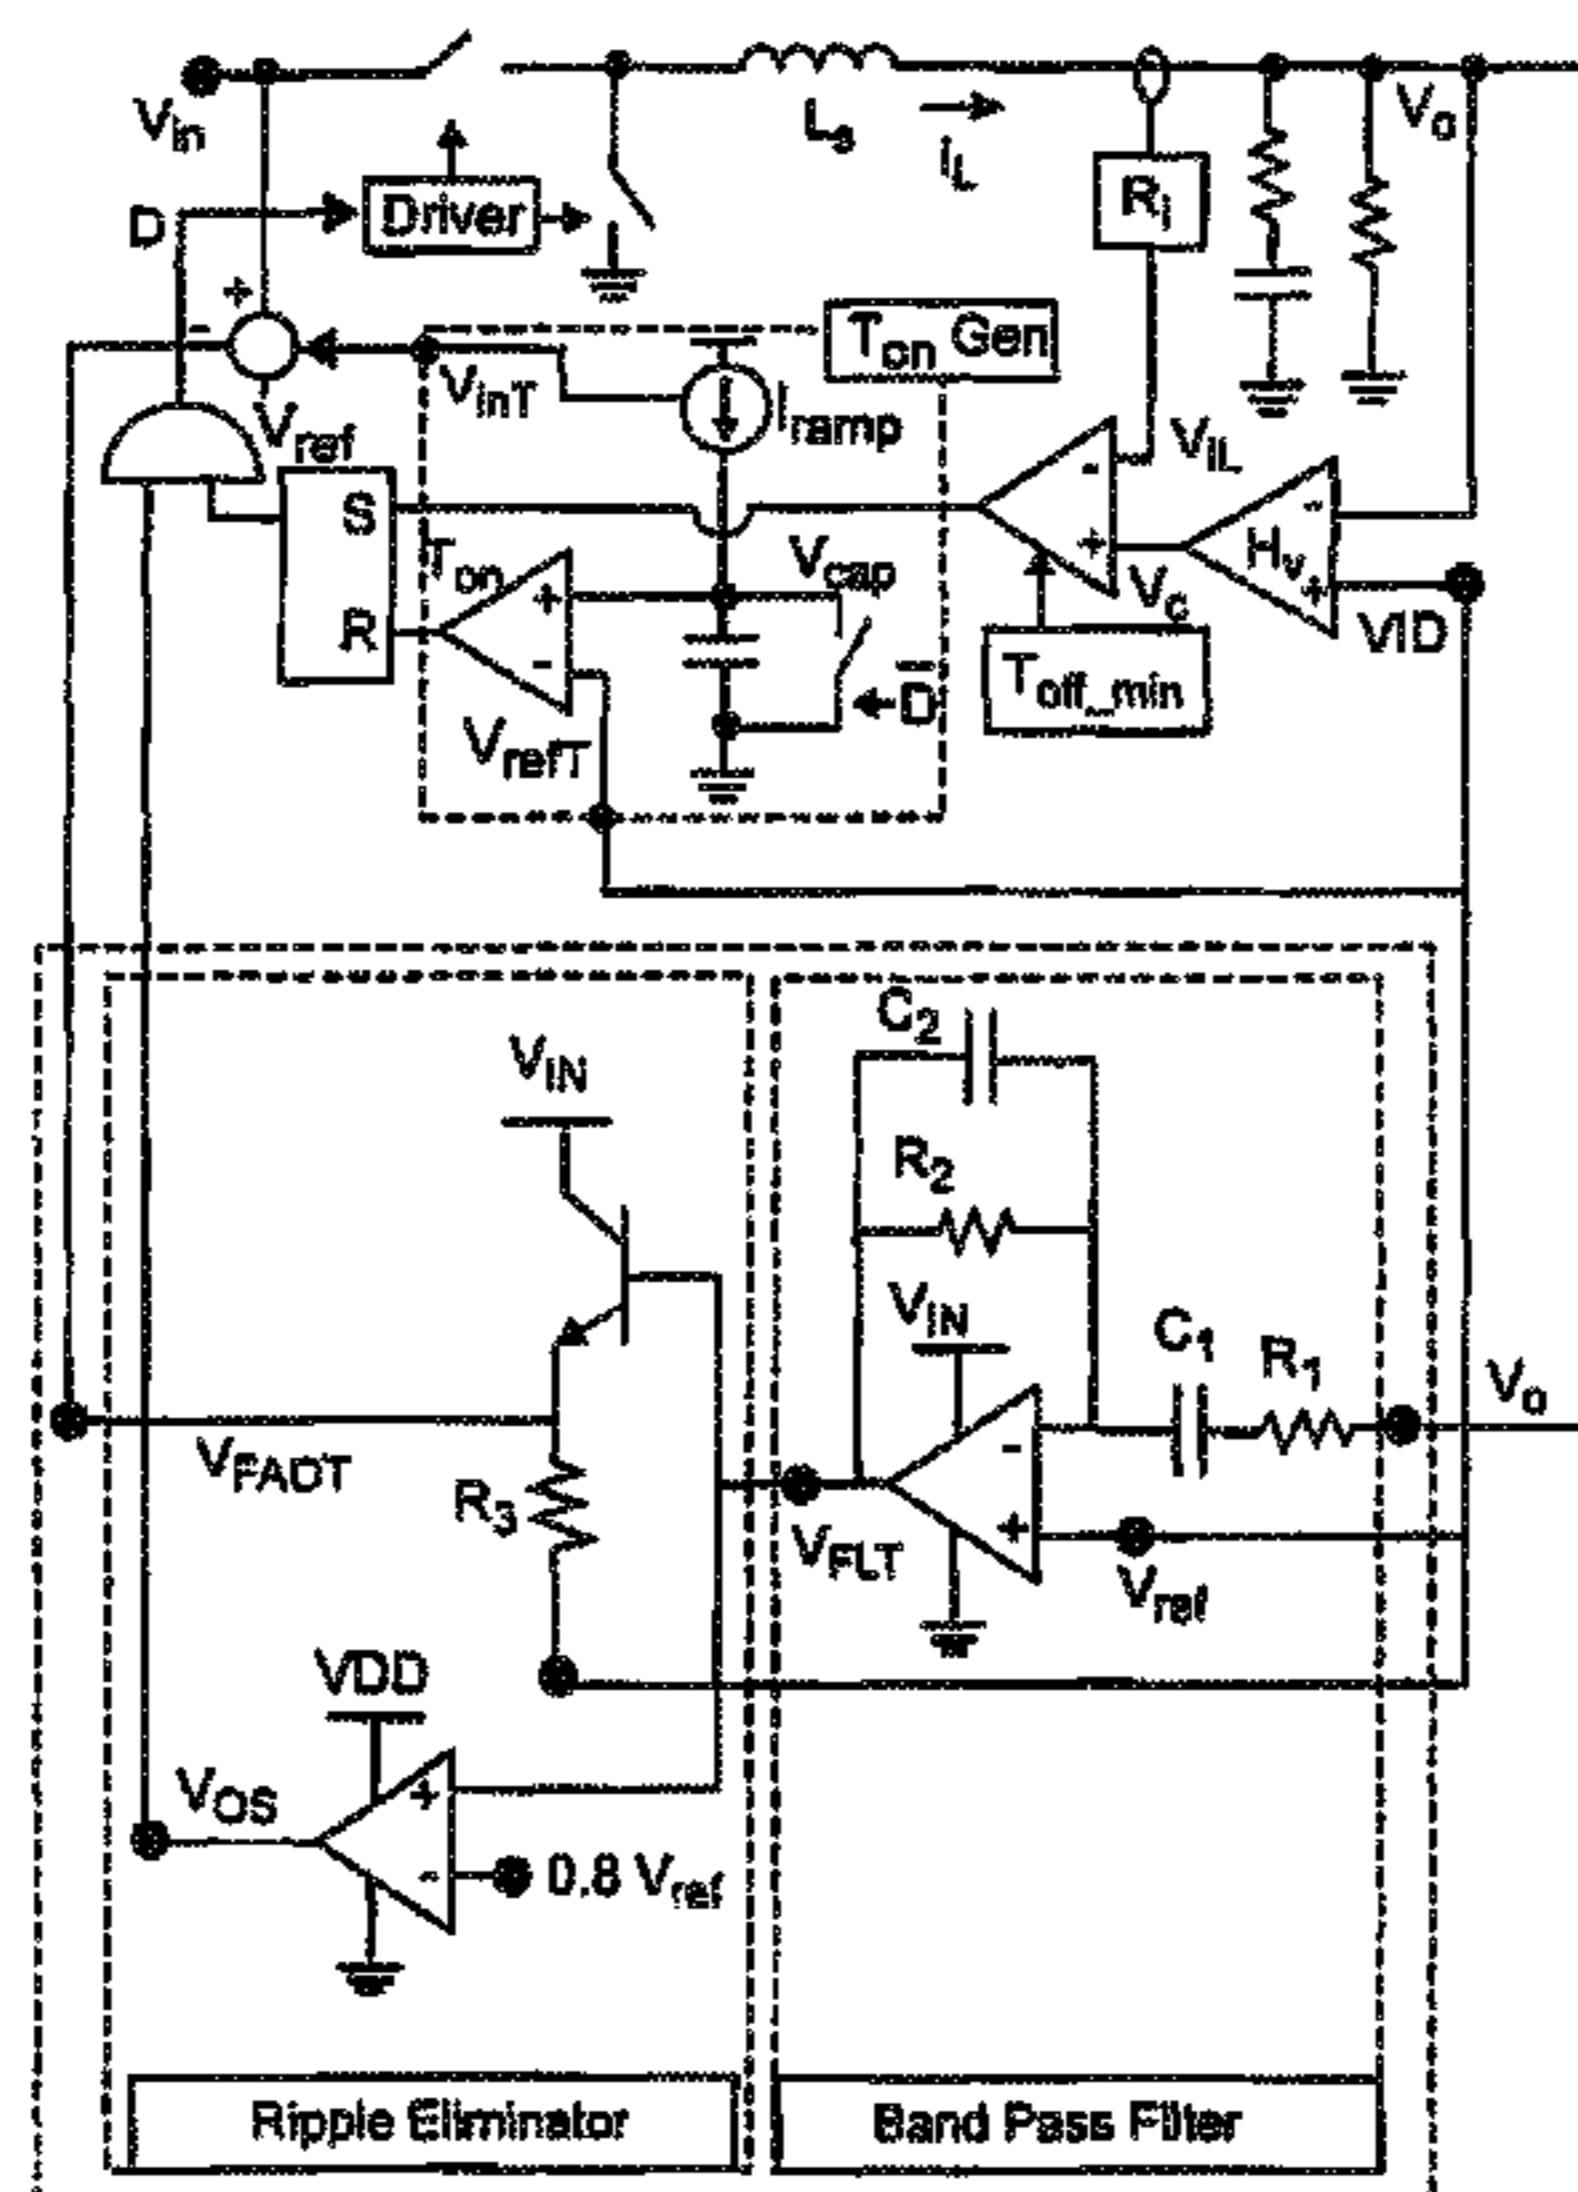 Vin
Ls
iL
Vo
Ri
D
Driver
+
-
Vref
VinT
Ton Gen
Iramp
VIL
S
R
Ton
+
-
VrefT
Vcap
D
-
+
Vc
Toff_min
-
Hv
+
VID
VIN
VFAOT
R3
VDD
VOS
+
-
0.8 Vref
C2
R2
VIN
C1
R1
Vo
-
+
VFLT
Vref
Ripple Eliminator
Band Pass Filter